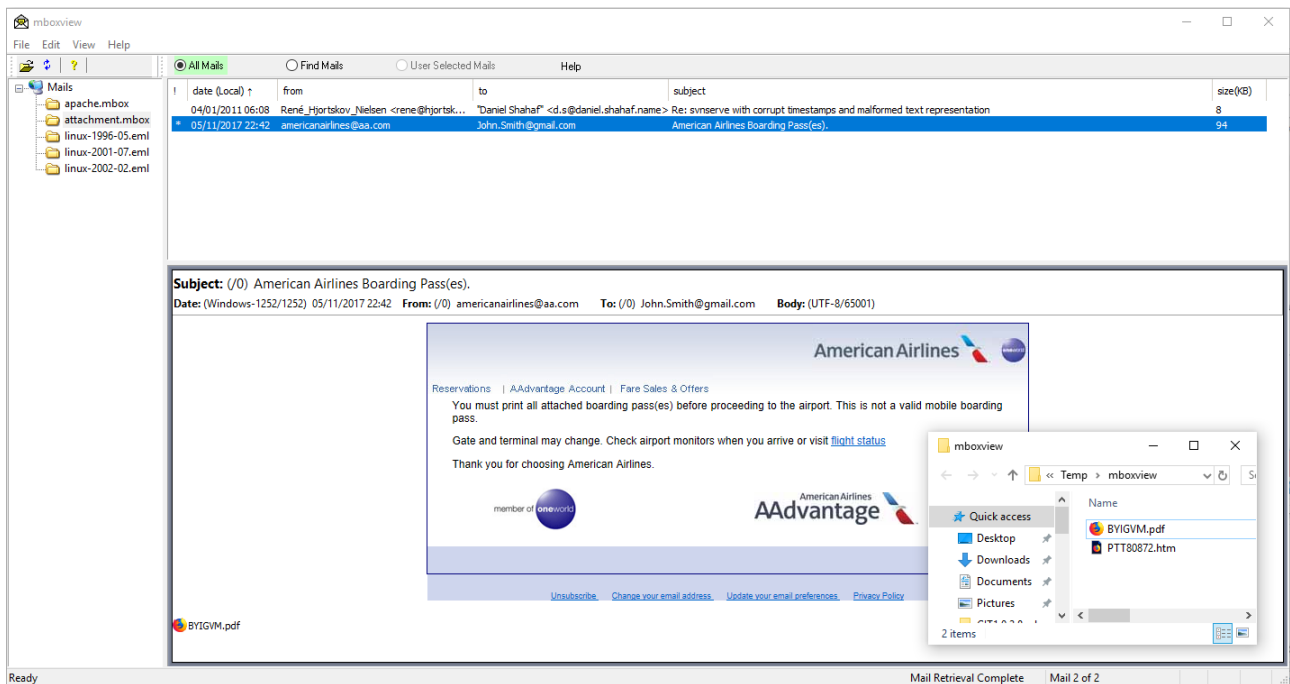 mboxview
File Edit View Help
All Mails Find Mails User Selected Mails Help
Mails
apache.mbox
attachment.mbox
linux-1996-05.eml
linux-2001-07.eml
linux-2002-02.eml
! date (Local) ↑ from to subject size(KB)
04/01/2011 06:08 René_Hjortskov_Nielsen <rene@hjortsk... "Daniel Shahaf" <d.s@daniel.shahaf.name> Re: svnserve with corrupt timestamps and malformed text representation 8
* 05/11/2017 22:42 americanairlines@aa.com John.Smith@gmail.com American Airlines Boarding Pass(es). 94
Subject: (/0) American Airlines Boarding Pass(es).
Date: (Windows-1252/1252) 05/11/2017 22:42 From: (/0) americanairlines@aa.com To: (/0) John.Smith@gmail.com Body: (UTF-8/65001)
American Airlines oneworld
Reservations | AAdvantage Account | Fare Sales & Offers
You must print all attached boarding pass(es) before proceeding to the airport. This is not a valid mobile boarding
pass.
Gate and terminal may change. Check airport monitors when you arrive or visit flight status
Thank you for choosing American Airlines.
member of oneworld
American Airlines
AAdvantage
Unsubscribe Change your email address Update your email preferences Privacy Policy
BYIGVM.pdf
mboxview
« Temp › mboxview
Name
Quick access
Desktop
Downloads
Documents
Pictures
BYIGVM.pdf
PTT80872.htm
2 items
Ready Mail Retrieval Complete Mail 2 of 2